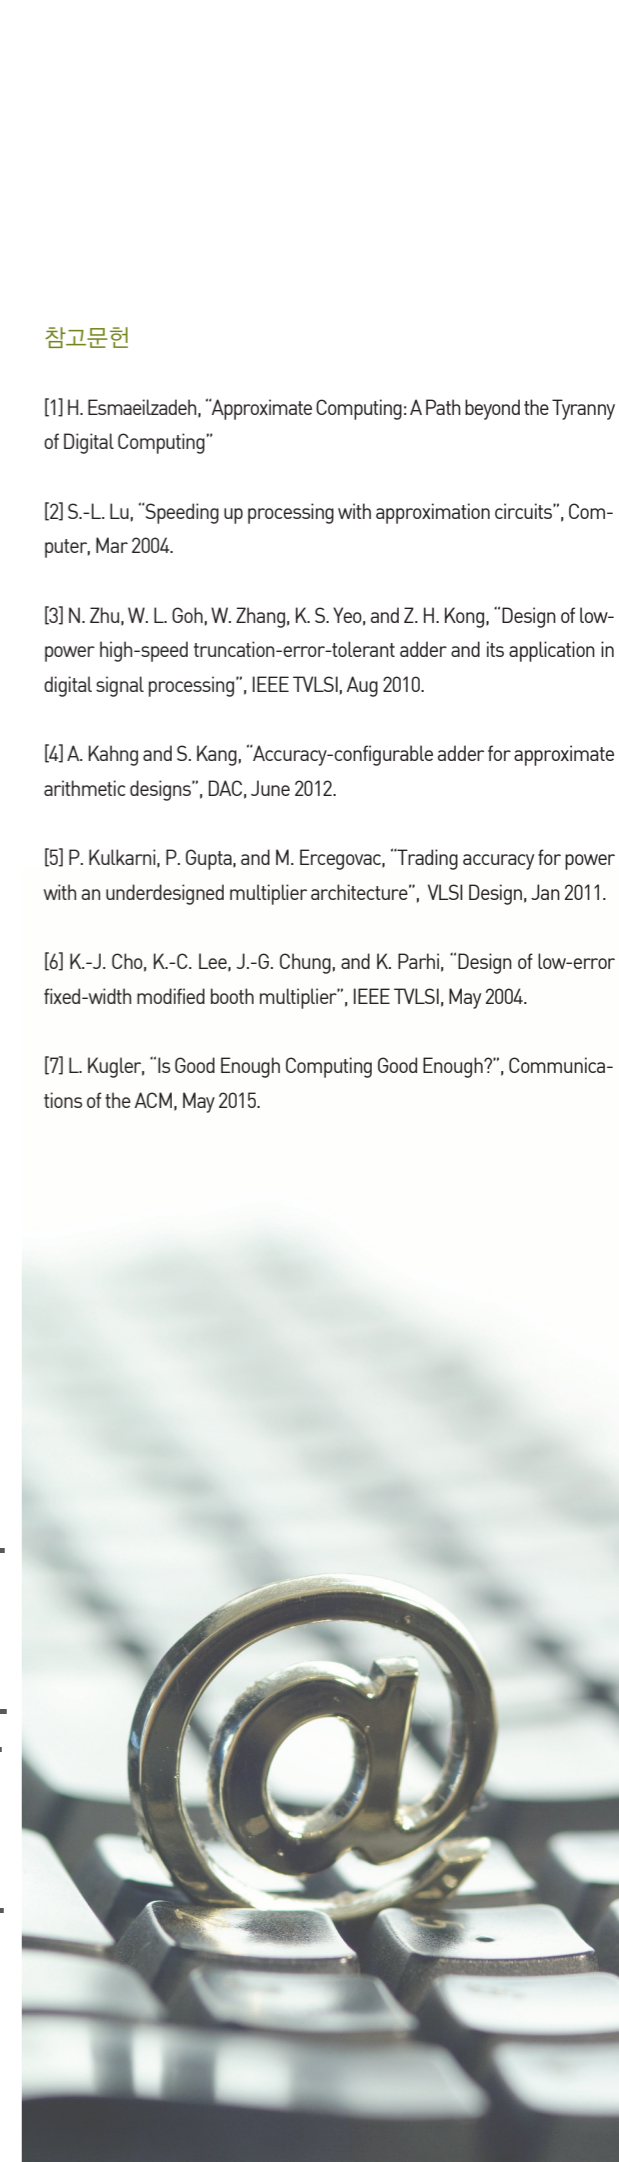 참고문헌
[1] H. Esmaeilzadeh, "Approximate Computing: A Path beyond the Tyranny
of Digital Computing"
[2] S.-L. Lu, "Speeding up processing with approximation circuits", Com-
puter, Mar 2004.
[3] N. Zhu, W. L. Goh, W. Zhang, K. S. Yeo, and Z. H. Kong, "Design of low-
power high-speed truncation-error-tolerant adder and its application in
digital signal processing", IEEE TVLSI, Aug 2010.
[4] A. Kahng and S. Kang, "Accuracy-configurable adder for approximate
arithmetic designs", DAC, June 2012.
[5] P. Kulkarni, P. Gupta, and M. Ercegovac, "Trading accuracy for power
with an underdesigned multiplier architecture", VLSI Design, Jan 2011.
[6] K.-J. Cho, K.-C. Lee, J.-G. Chung, and K. Parhi, "Design of low-error
fixed-width modified booth multiplier", IEEE TVLSI, May 2004.
[7] L. Kugler, "Is Good Enough Computing Good Enough?", Communica-
tions of the ACM, May 2015.
@